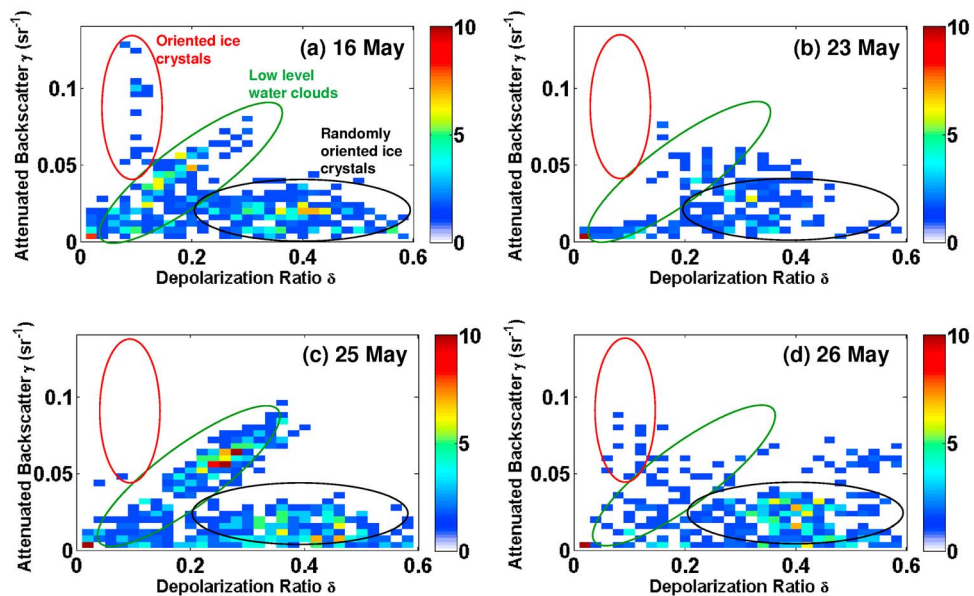 (a) 16 May
Oriented ice
crystals
Low level
water clouds
Randomly
oriented ice
crystals
Attenuated Backscatter γ (sr⁻¹)
0.1
0.05
0
0 0.2 0.4 0.6
Depolarization Ratio δ
10
5
0
(b) 23 May
Attenuated Backscatter γ (sr⁻¹)
0.1
0.05
0
0 0.2 0.4 0.6
Depolarization Ratio δ
10
5
0
(c) 25 May
Attenuated Backscatter γ (sr⁻¹)
0.1
0.05
0
0 0.2 0.4 0.6
Depolarization Ratio δ
10
5
0
(d) 26 May
Attenuated Backscatter γ (sr⁻¹)
0.1
0.05
0
0 0.2 0.4 0.6
Depolarization Ratio δ
10
5
0